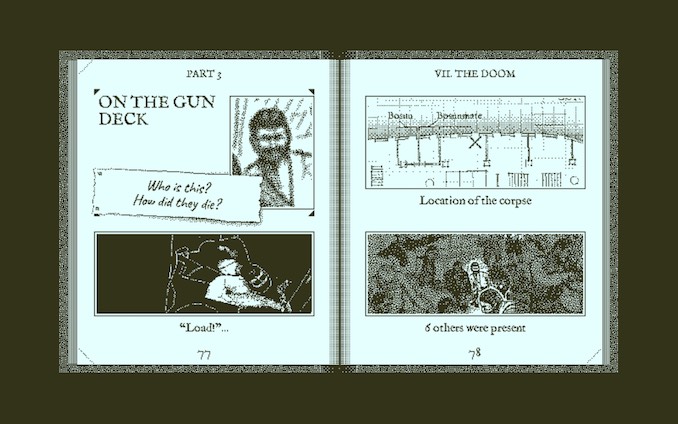 PART 3
ON THE GUN
DECK
Who is this?
How did they die?
“Load!”...
77
VII. THE DOOM
Bosun Bosunmate
Location of the corpse
6 others were present
78